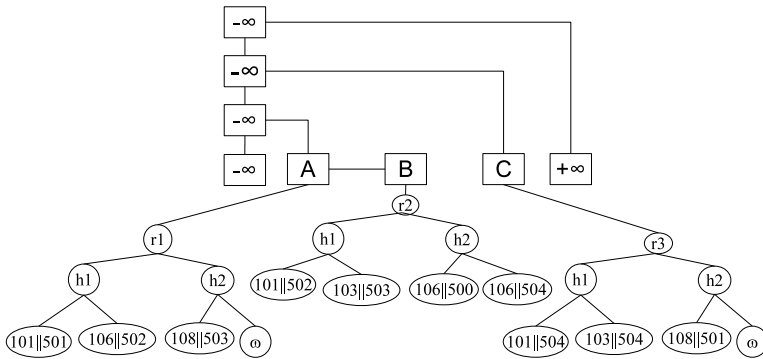 -∞
-∞
-∞
-∞ A B C +∞
r2
r1 h1 h2 r3
h1 h2 101||502 103||503 106||500 106||504 h1 h2
101||501 106||502 108||503 ω 101||504 103||504 108||501 ω